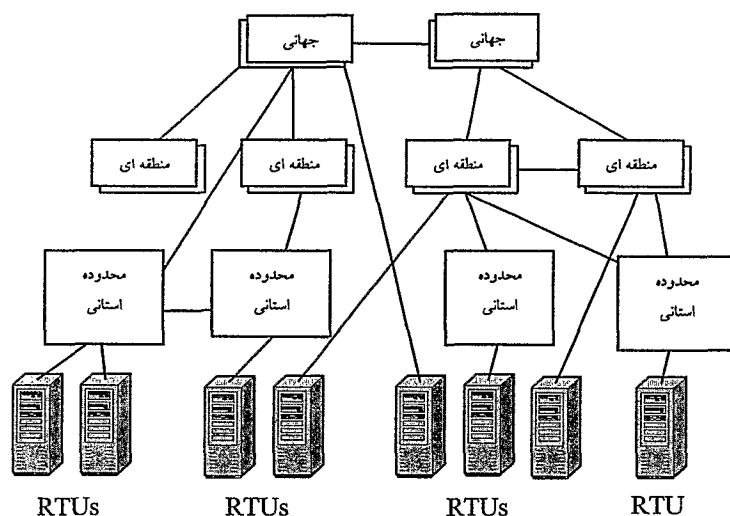 جهانی
جهانی
منطقه ای
منطقه ای
منطقه ای
منطقه ای
محدوده
استانی
محدوده
استانی
محدوده
استانی
محدوده
استانی
RTUs
RTUs
RTUs
RTU